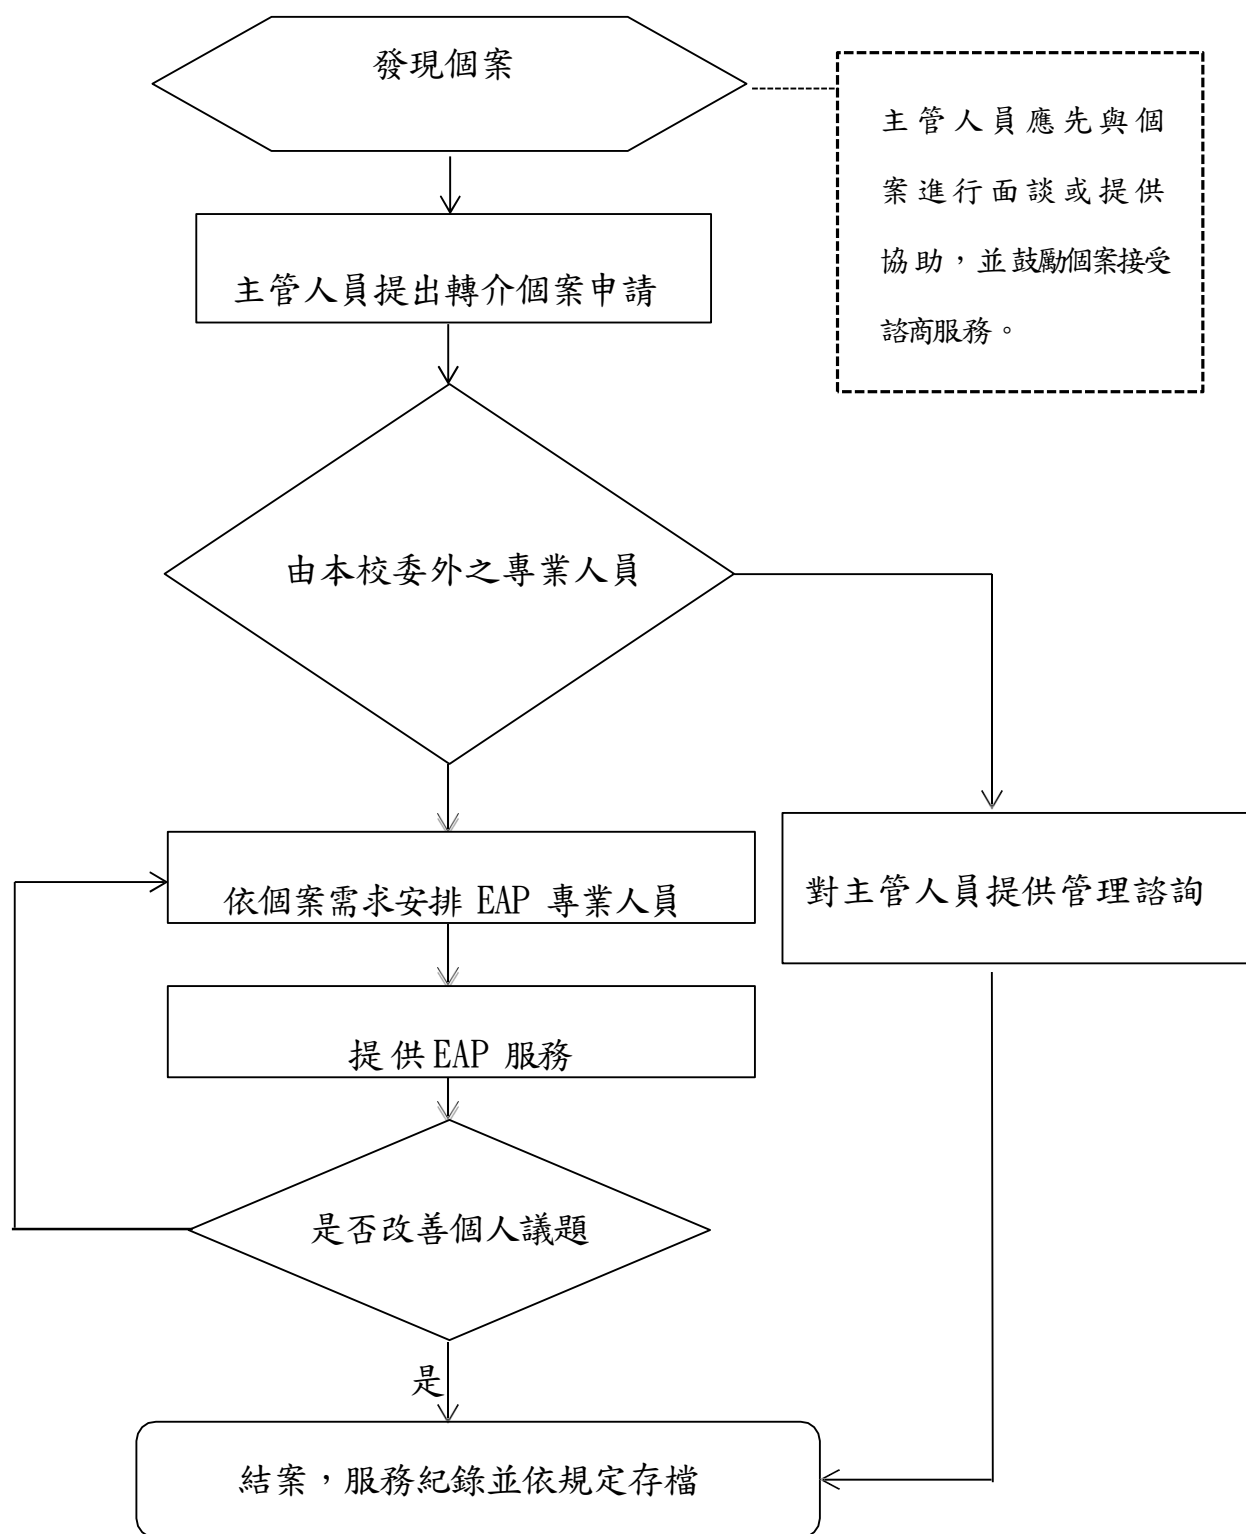 發現個案
主管人員應先與個
案進行面談或提供
協助，並鼓勵個案接受
諮商服務。
主管人員提出轉介個案申請
由本校委外之專業人員
依個案需求安排 EAP 專業人員
對主管人員提供管理諮詢
提供 EAP 服務
是否改善個人議題
是
結案，服務紀錄並依規定存檔